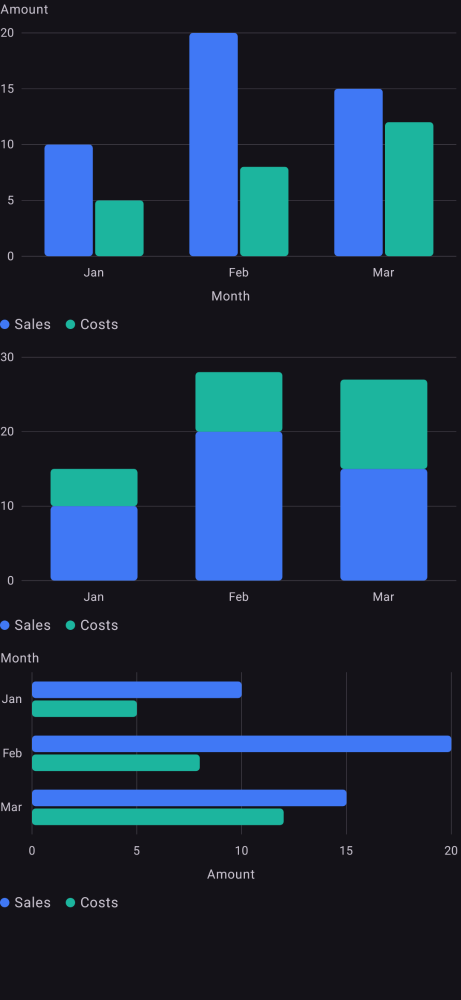 Amount
20
15
10
5
0
Jan Feb Mar
Month
Sales Costs
30
20
10
0
Jan Feb Mar
Sales Costs
Month
Jan
Feb
Mar
0 5 10 15 20
Amount
Sales Costs